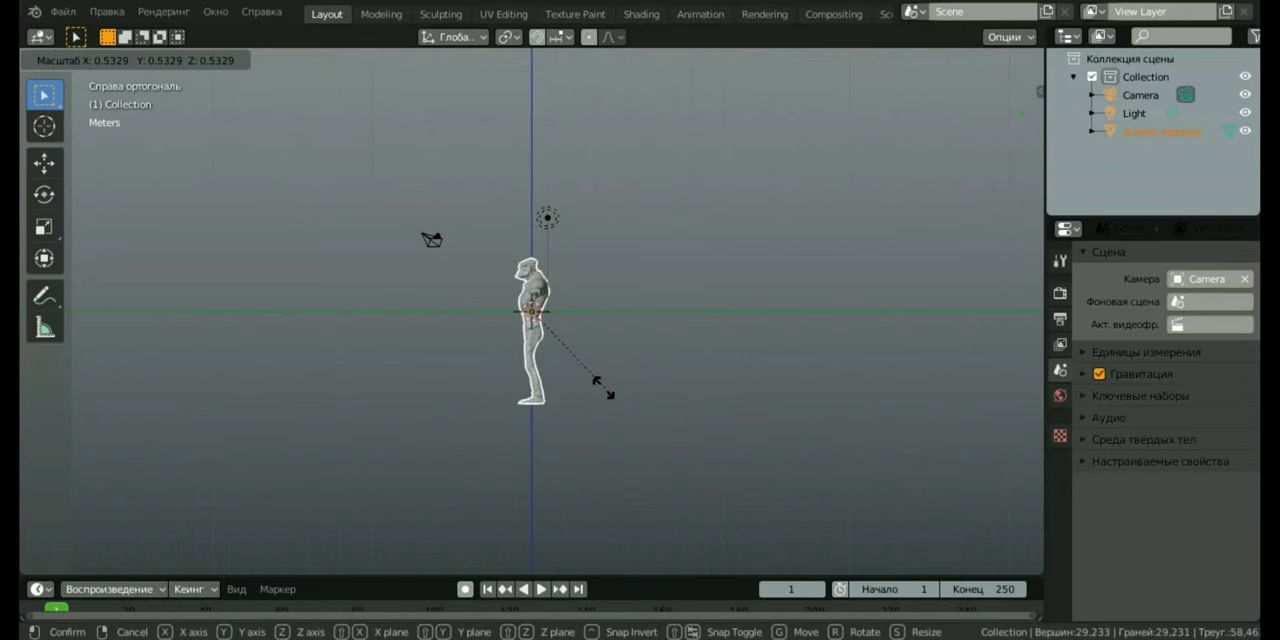 Файл Правка Рендеринг Окно Справка Layout Modeling Sculpting UV Editing Texture Paint Shading Animation Rendering Compositing Sc Scene View Layer
Глоба.. Опции
Масштаб X: 0.5329 Y: 0.5329 Z: 0.5329
Справа ортогональ
(1) Collection
Meters
Коллекция сцены
Collection
Camera
Light
Сцена
Камера Camera
Фоновая сцена
Акт. видеофр.
Единицы измерения
Гравитация
Ключевые наборы
Аудио
Среда твёрдых тел
Настраиваемые свойства
Воспроизведение Кеинг Вид Маркер 1 Начало 1 Конец 250
Confirm Cancel X X axis Y Y axis Z Z axis X X plane Y Y plane Z Z plane Snap Invert Snap Toggle G Move R Rotate S Resize Collection | Вершин:29,233 | Граней:29,231 | Треуг.:58,46